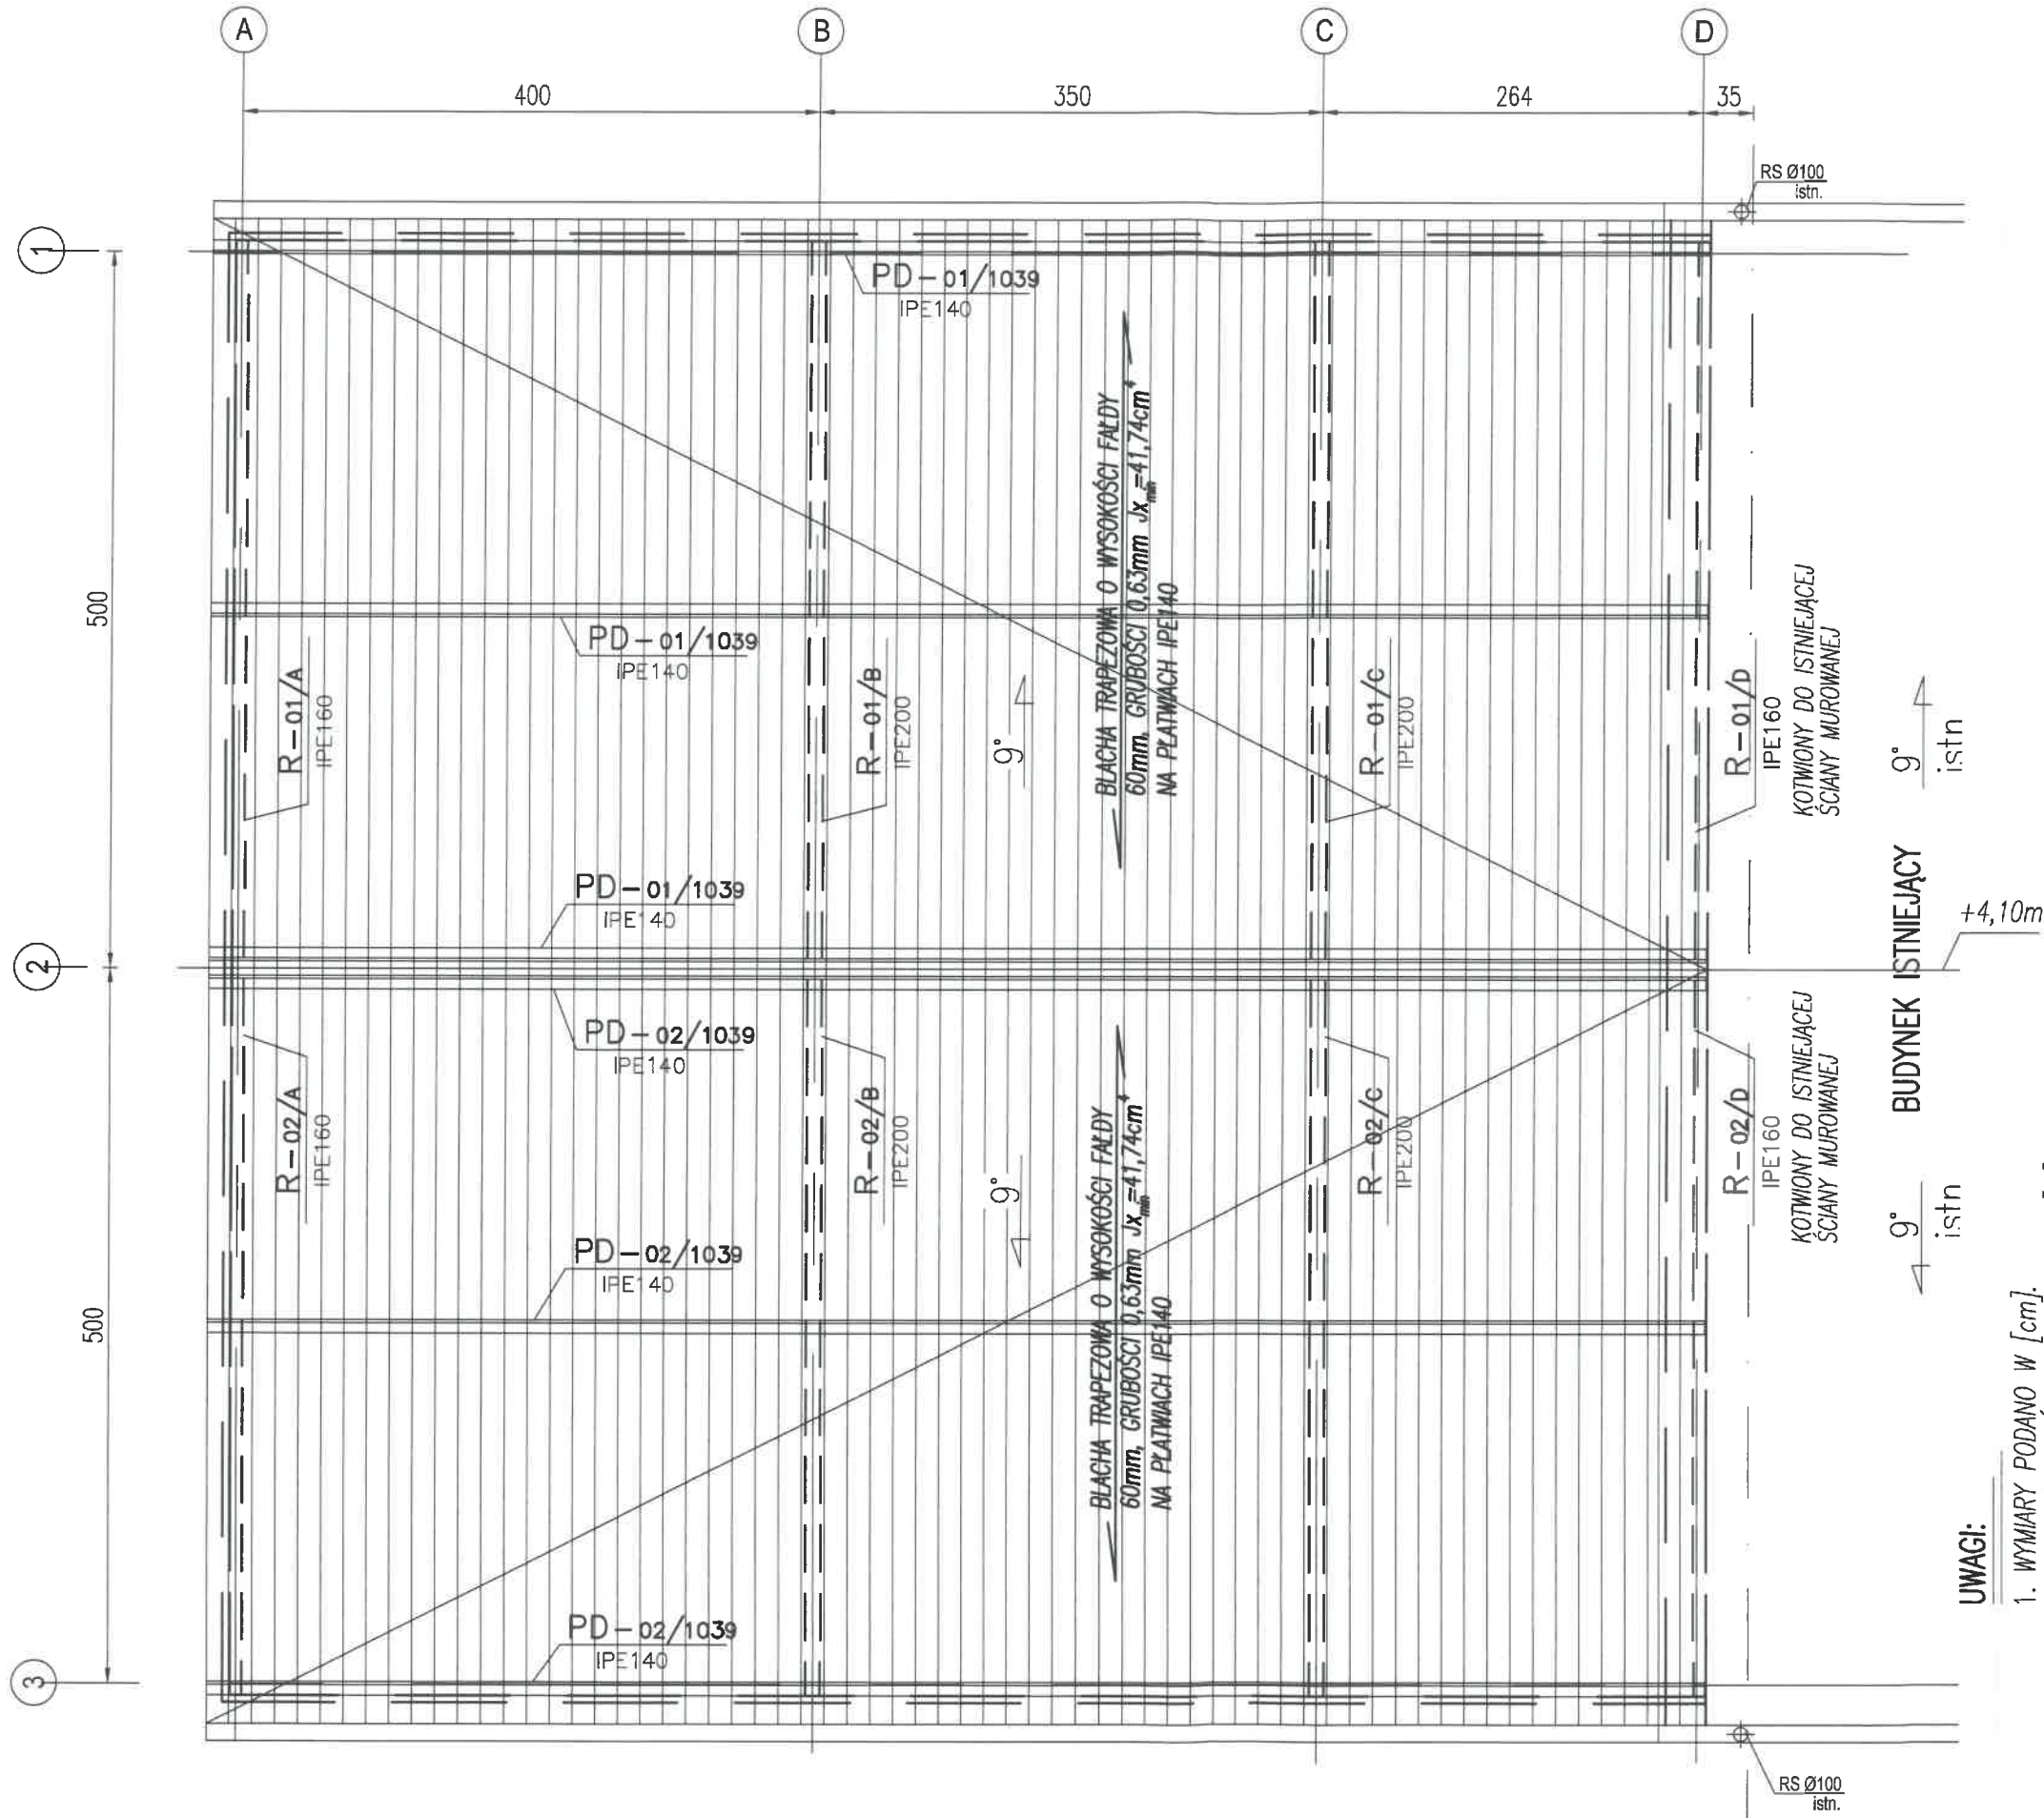 A
B
C
D
400
350
264
35
RS Ø100
istn.
1
2
3
500
500
PD-01/1039
IPE140
PD-01/1039
IPE140
PD-01/1039
IPE140
PD-02/1039
IPE140
PD-02/1039
IPE140
PD-02/1039
IPE140
R-01/A
IPE160
R-01/B
IPE200
R-01/C
IPE200
R-01/D
IPE160
KOTWIONY DO ISTNIEJĄCEJ
ŚCIANY MUROWANEJ
9°
BLACHA TRAPEZOWA O WYSOKOŚCI FAŁDY
60mm, GRUBOŚCI 0,63mm Jxmin=41,74cm⁴
NA PŁATWIACH IPE140
9°
istn
R-02/A
IPE160
R-02/B
IPE200
R-02/C
IPE200
R-02/D
IPE160
KOTWIONY DO ISTNIEJĄCEJ
ŚCIANY MUROWANEJ
9°
BLACHA TRAPEZOWA O WYSOKOŚCI FAŁDY
60mm, GRUBOŚCI 0,63mm Jxmin=41,74cm⁴
NA PŁATWIACH IPE140
9°
istn
BUDYNEK ISTNIEJĄCY
+4,10m
RS Ø100
istn.
UWAGI:
1. WYMIARY PODANO W [cm].